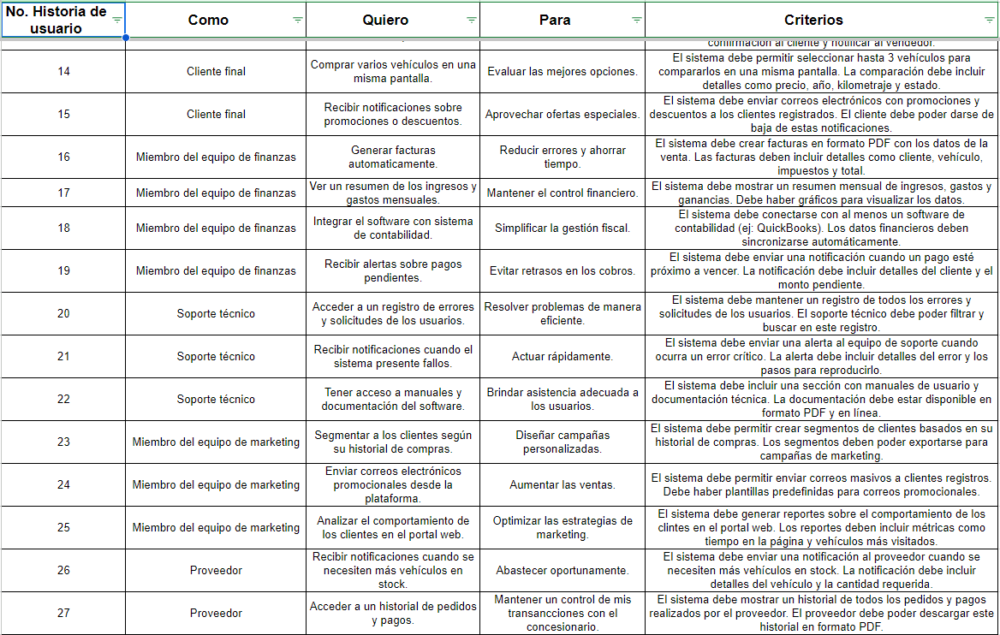 No. Historia de
usuario
Como
Quiero
Para
Criterios
confirmación al cliente y notificar al vendedor.
14
Cliente final
Comprar varios vehículos en una
misma pantalla.
Evaluar las mejores opciones.
El sistema debe permitir seleccionar hasta 3 vehículos para
compararlos en una misma pantalla. La comparación debe incluir
detalles como precio, año, kilometraje y estado.
15
Cliente final
Recibir notificaciones sobre
promociones o descuentos.
Aprovechar ofertas especiales.
El sistema debe enviar correos electrónicos con promociones y
descuentos a los clientes registrados. El cliente debe poder darse de
baja de estas notificaciones.
16
Miembro del equipo de finanzas
Generar facturas
automaticamente.
Reducir errores y ahorrar
tiempo.
El sistema debe crear facturas en formato PDF con los datos de la
venta. Las facturas deben incluir detalles como cliente, vehículo,
impuestos y total.
17
Miembro del equipo de finanzas
Ver un resumen de los ingresos y
gastos mensuales.
Mantener el control financiero.
El sistema debe mostrar un resumen mensual de ingresos, gastos y
ganancias. Debe haber gráficos para visualizar los datos.
18
Miembro del equipo de finanzas
Integrar el software con sistema
de contabilidad.
Simplificar la gestión fiscal.
El sistema debe conectarse con al menos un software de
contabilidad (ej: QuickBooks). Los datos financieros deben
sincronizarse automáticamente.
19
Miembro del equipo de finanzas
Recibir alertas sobre pagos
pendientes.
Evitar retrasos en los cobros.
El sistema debe enviar una notificación cuando un pago esté
próximo a vencer. La notificación debe incluir detalles del cliente y el
monto pendiente.
20
Soporte técnico
Acceder a un registro de errores
y solicitudes de los usuarios.
Resolver problemas de manera
eficiente.
El sistema debe mantener un registro de todos los errores y
solicitudes de los usuarios. El soporte técnico debe poder filtrar y
buscar en este registro.
21
Soporte técnico
Recibir notificaciones cuando el
sistema presente fallos.
Actuar rápidamente.
El sistema debe enviar una alerta al equipo de soporte cuando
ocurra un error crítico. La alerta debe incluir detalles del error y los
pasos para reproducirlo.
22
Soporte técnico
Tener acceso a manuales y
documentación del software.
Brindar asistencia adecuada a
los usuarios.
El sistema debe incluir una sección con manuales de usuario y
documentación técnica. La documentación debe estar disponible en
formato PDF y en línea.
23
Miembro del equipo de marketing
Segmentar a los clientes según
su historial de compras.
Diseñar campañas
personalizadas.
El sistema debe permitir crear segmentos de clientes basados en su
historial de compras. Los segmentos deben poder exportarse para
campañas de marketing.
24
Miembro del equipo de marketing
Enviar correos electrónicos
promocionales desde la
plataforma.
Aumentar las ventas.
El sistema debe permitir enviar correos masivos a clientes registros.
Debe haber plantillas predefinidas para correos promocionales.
25
Miembro del equipo de marketing
Analizar el comportamiento de
los clientes en el portal web.
Optimizar las estrategias de
marketing.
El sistema debe generar reportes sobre el comportamiento de los
clintes en el portal web. Los reportes deben incluir métricas como
tiempo en la página y vehículos más visitados.
26
Proveedor
Recibir notificaciones cuando se
necesiten más vehículos en
stock.
Abastecer oportunamente.
El sistema debe enviar una notificación al proveedor cuando se
necesiten más vehículos en stock. La notificación debe incluir
detalles del vehículo y la cantidad requerida.
27
Proveedor
Acceder a un historial de pedidos
y pagos.
Mantener un control de mis
transancciones con el
concesionario.
El sistema debe mostrar un historial de todos los pedidos y pagos
realizados por el proveedor. El proveedor debe poder descargar este
historial en formato PDF.